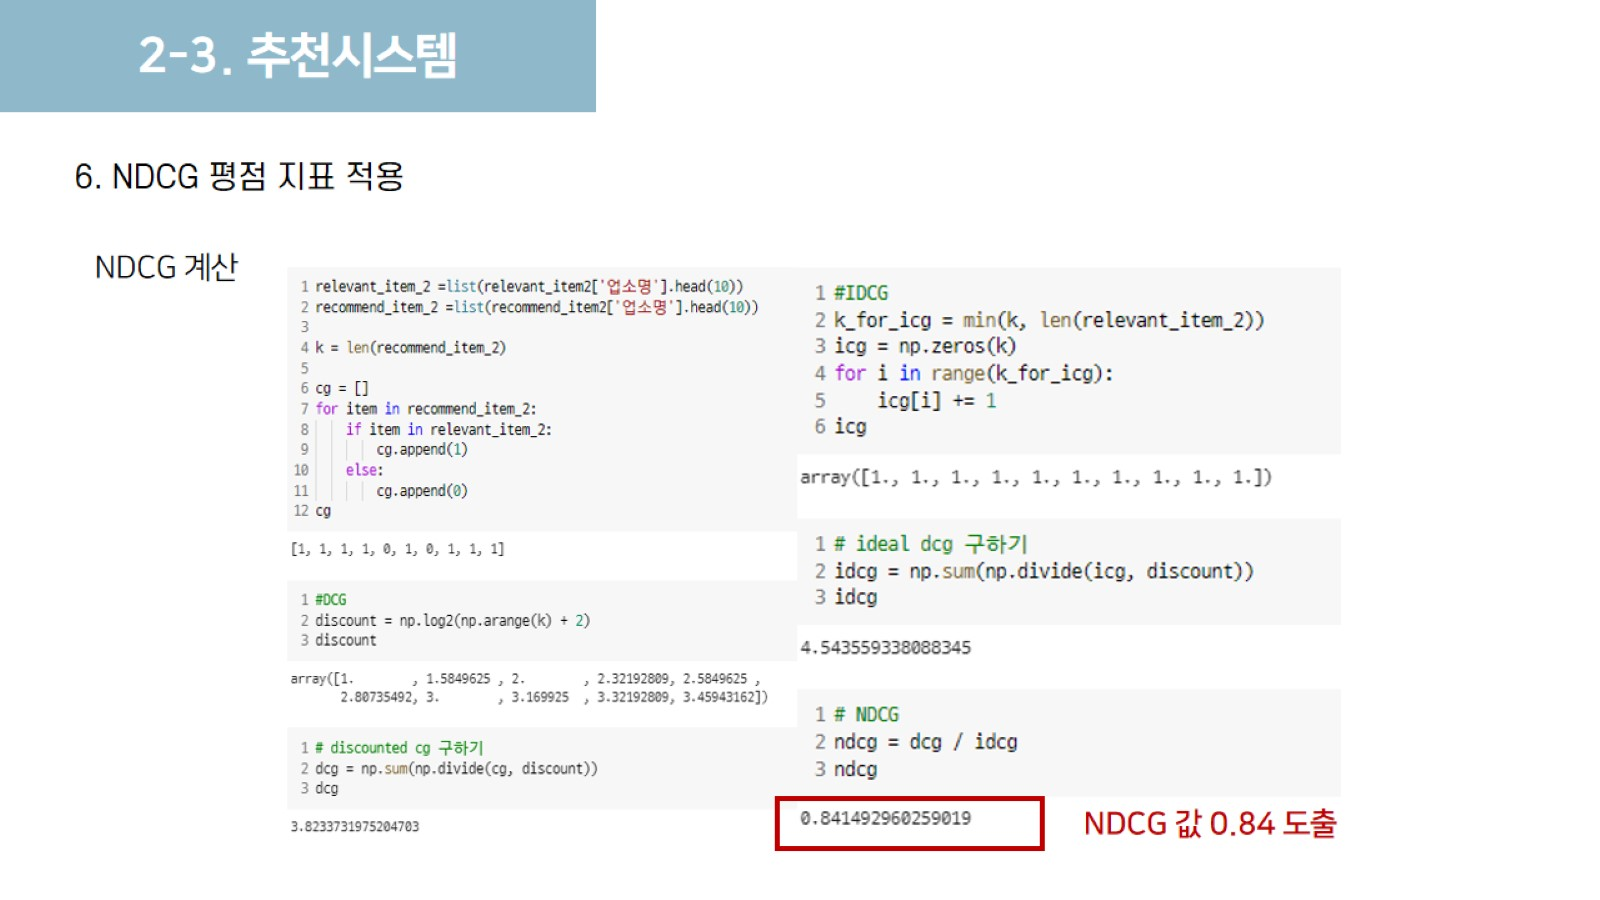 2-3. 추천시스템
6. NDCG 평점 지표 적용
NDCG 계산
1 relevant_item_2 =list(relevant_item2['업소명'].head(10))
2 recommend_item_2 =list(recommend_item2['업소명'].head(10))
3
4 k = len(recommend_item_2)
5
6 cg = []
7 for item in recommend_item_2:
8     if item in relevant_item_2:
9         cg.append(1)
10     else:
11         cg.append(0)
12 cg
[1, 1, 1, 1, 0, 1, 0, 1, 1, 1]
1 #DCG
2 discount = np.log2(np.arange(k) + 2)
3 discount
array([1.        , 1.5849625 , 2.        , 2.32192809, 2.5849625 ,
2.80735492, 3.        , 3.169925  , 3.32192809, 3.45943162])
1 # discounted cg 구하기
2 dcg = np.sum(np.divide(cg, discount))
3 dcg
3.8233731975204703
1 #IDCG
2 k_for_icg = min(k, len(relevant_item_2))
3 icg = np.zeros(k)
4 for i in range(k_for_icg):
5     icg[i] += 1
6 icg
array([1., 1., 1., 1., 1., 1., 1., 1., 1., 1.])
1 # ideal dcg 구하기
2 idcg = np.sum(np.divide(icg, discount))
3 idcg
4.543559338088345
1 # NDCG
2 ndcg = dcg / idcg
3 ndcg
0.841492960259019
NDCG 값 0.84 도출